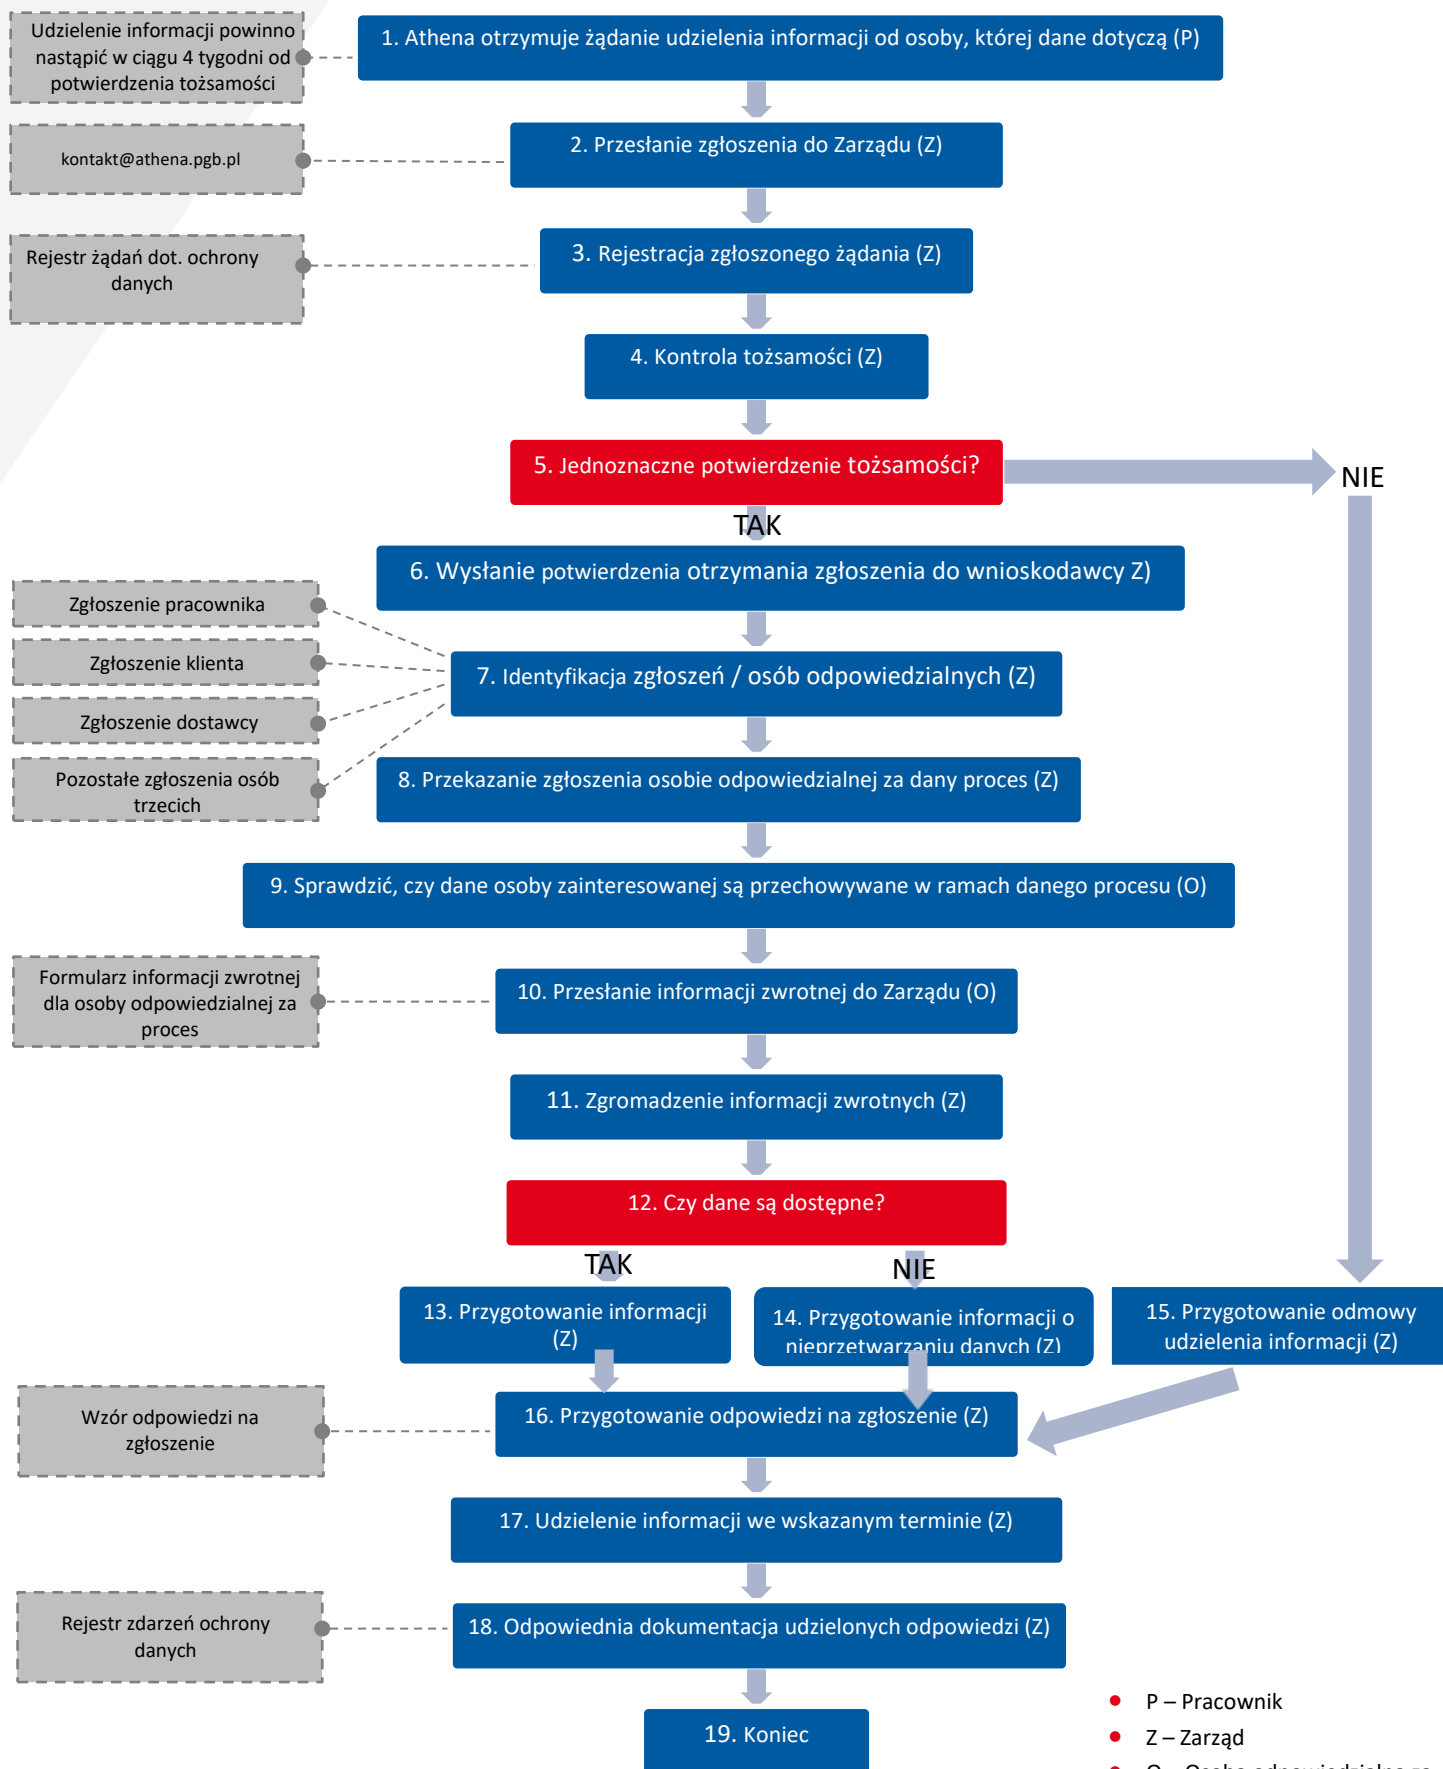 Udzielenie informacji powinno
nastąpić w ciągu 4 tygodni od
potwierdzenia tożsamości
1. Athena otrzymuje żądanie udzielenia informacji od osoby, której dane dotyczą (P)
kontakt@athena.pgb.pl
2. Przesłanie zgłoszenia do Zarządu (Z)
Rejestr żądań dot. ochrony
danych
3. Rejestracja zgłoszonego żądania (Z)
4. Kontrola tożsamości (Z)
5. Jednoznaczne potwierdzenie tożsamości?
NIE
TAK
6. Wysłanie potwierdzenia otrzymania zgłoszenia do wnioskodawcy Z)
Zgłoszenie pracownika
Zgłoszenie klienta
Zgłoszenie dostawcy
Pozostałe zgłoszenia osób
trzecich
7. Identyfikacja zgłoszeń / osób odpowiedzialnych (Z)
8. Przekazanie zgłoszenia osobie odpowiedzialnej za dany proces (Z)
9. Sprawdzić, czy dane osoby zainteresowanej są przechowywane w ramach danego procesu (O)
Formularz informacji zwrotnej
dla osoby odpowiedzialnej za
proces
10. Przesłanie informacji zwrotnej do Zarządu (O)
11. Zgromadzenie informacji zwrotnych (Z)
12. Czy dane są dostępne?
TAK
NIE
13. Przygotowanie informacji
(Z)
14. Przygotowanie informacji o
nieprzetwarzaniu danych (Z)
15. Przygotowanie odmowy
udzielenia informacji (Z)
Wzór odpowiedzi na
zgłoszenie
16. Przygotowanie odpowiedzi na zgłoszenie (Z)
17. Udzielenie informacji we wskazanym terminie (Z)
Rejestr zdarzeń ochrony
danych
18. Odpowiednia dokumentacja udzielonych odpowiedzi (Z)
19. Koniec
• P – Pracownik
• Z – Zarząd
• O – Osoba odpowiedzialna za